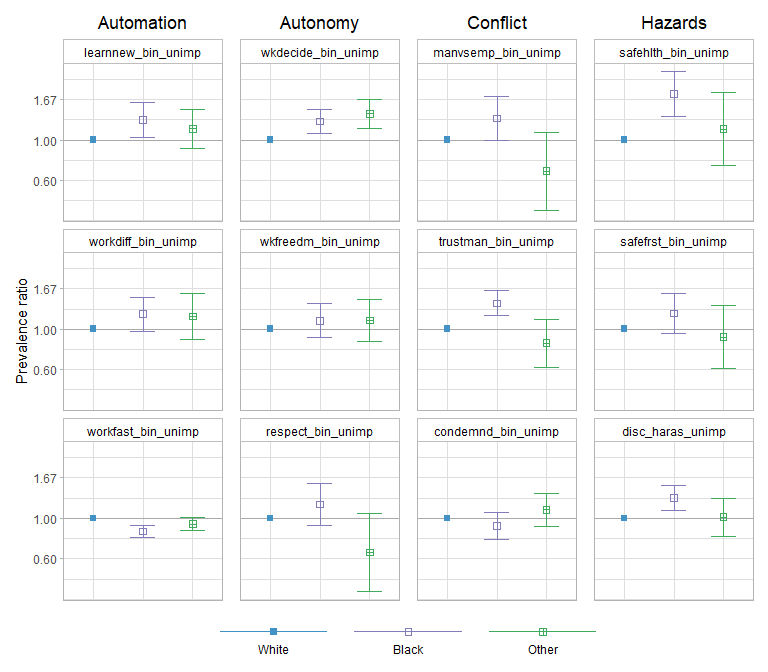 Automation Autonomy Conflict Hazards
learnnew_bin_unimp wkdecide_bin_unimp manvsemp_bin_unimp safehlth_bin_unimp
1.67
1.00
0.60
workdiff_bin_unimp wkfreedm_bin_unimp trustman_bin_unimp safefrst_bin_unimp
Prevalence ratio
1.67
1.00
0.60
workfast_bin_unimp respect_bin_unimp condemnd_bin_unimp disc_haras_unimp
1.67
1.00
0.60
White Black Other